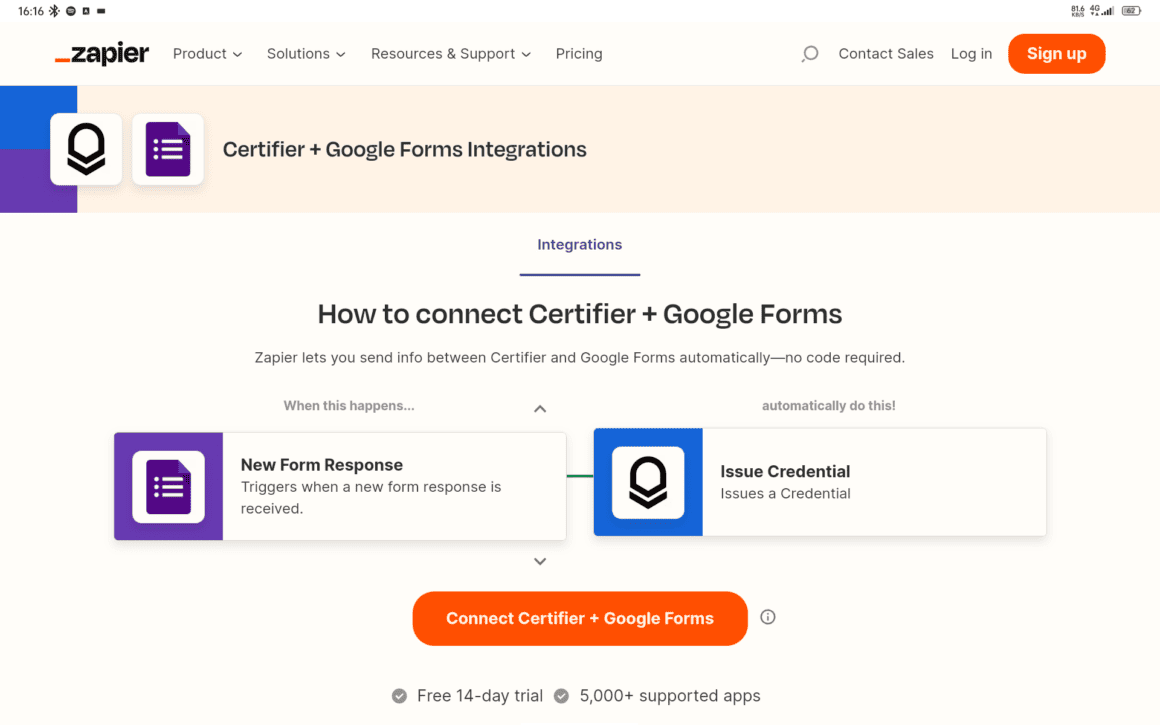 16:16
81.6 4G 62
KB/S
zapier Product Solutions Resources & Support Pricing Contact Sales Log in Sign up
Certifier + Google Forms Integrations
Integrations
How to connect Certifier + Google Forms
Zapier lets you send info between Certifier and Google Forms automatically—no code required.
When this happens...
automatically do this!
New Form Response
Triggers when a new form response is
received.
Issue Credential
Issues a Credential
Connect Certifier + Google Forms
Free 14-day trial 5,000+ supported apps